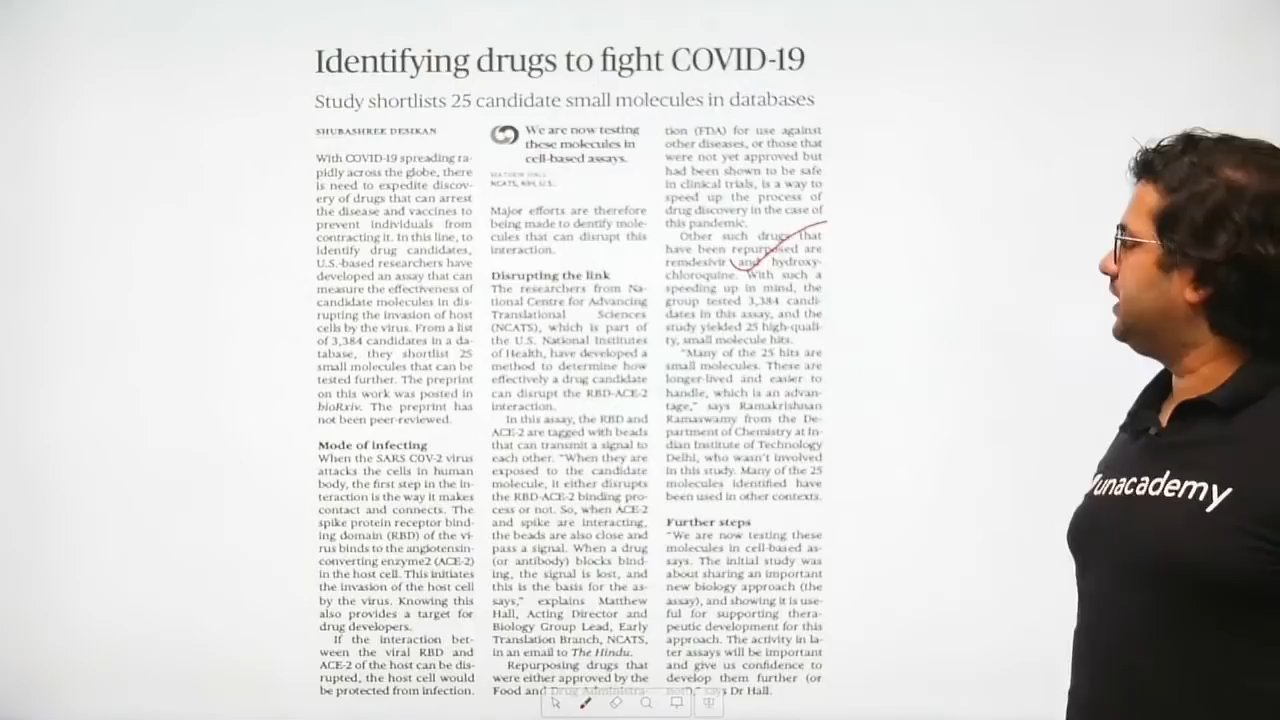 Identifying drugs to fight COVID-19
Study shortlists 25 candidate small molecules in databases
SHUBASHREE DESIKAN
With COVID-19 spreading ra-
pidly across the globe, there
is need to expedite discov-
ery of drugs that can arrest
the disease and vaccines to
prevent individuals from
contracting it. In this line, to
identify drug candidates,
U.S.-based researchers have
developed an assay that can
measure the effectiveness of
candidate molecules in dis-
rupting the invasion of host
cells by the virus. From a list
of 3,384 candidates in a da-
tabase, they shortlist 25
small molecules that can be
tested further. The preprint
on this work was posted in
bioRxiv. The preprint has
not been peer-reviewed.
Mode of infecting
When the SARS COV-2 virus
attacks the cells in human
body, the first step in the in-
teraction is the way it makes
contact and connects. The
spike protein receptor bind-
ing domain (RBD) of the vi-
rus binds to the angiotensin-
converting enzyme2 (ACE-2)
in the host cell. This initiates
the invasion of the host cell
by the virus. Knowing this
also provides a target for
drug developers.
If the interaction bet-
ween the viral RBD and
ACE-2 of the host can be dis-
rupted, the host cell would
be protected from infection.
We are now testing
these molecules in
cell-based assays.
MATHEW HALL
NCATS, NIH, U.S.
Major efforts are therefore
being made to dentify mole-
cules that can disrupt this
interaction.
Disrupting the link
The researchers from Na-
tional Centre for Advancing
Translational Sciences
(NCATS), which is part of
the U.S. National Institutes
of Health, have developed a
method to determine how
effectively a drug candidate
can disrupt the RBD-ACE-2
interaction.
In this assay, the RBD and
ACE-2 are tagged with beads
that can transmit a signal to
each other. "When they are
exposed to the candidate
molecule, it either disrupts
the RBD-ACE-2 binding pro-
cess or not. So, when ACE-2
and spike are interacting,
the beads are also close and
pass a signal. When a drug
(or antibody) blocks bind-
ing, the signal is lost, and
this is the basis for the as-
says," explains Matthew
Hall, Acting Director and
Biology Group Lead, Early
Translation Branch, NCATS,
in an email to The Hindu.
Repurposing drugs that
were either approved by the
Food and Drug Administra-
tion (FDA) for use against
other diseases, or those that
were not yet approved but
had been shown to be safe
in clinical trials, is a way to
speed up the process of
drug discovery in the case of
this pandemic.
Other such drugs that
have been repurposed are
remdesivir and hydroxy-
chloroquine. With such a
speeding up in mind, the
group tested 3,384 candi-
dates in this assay, and the
study yielded 25 high-quali-
ty, small molecule hits.
"Many of the 25 hits are
small molecules. These are
longer-lived and easier to
handle, which is an advan-
tage," says Ramakrishnan
Ramaswamy from the De-
partment of Chemistry at In-
dian Institute of Technology
Delhi, who wasn't involved
in this study. Many of the 25
molecules identified have
been used in other contexts.
Further steps
"We are now testing these
molecules in cell-based as-
says. The initial study was
about sharing an important
new biology approach (the
assay), and showing it is use-
ful for supporting thera-
peutic development for this
approach. The activity in la-
ter assays will be important
and give us confidence to
develop them further (or
not)," says Dr Hall.
unacademy